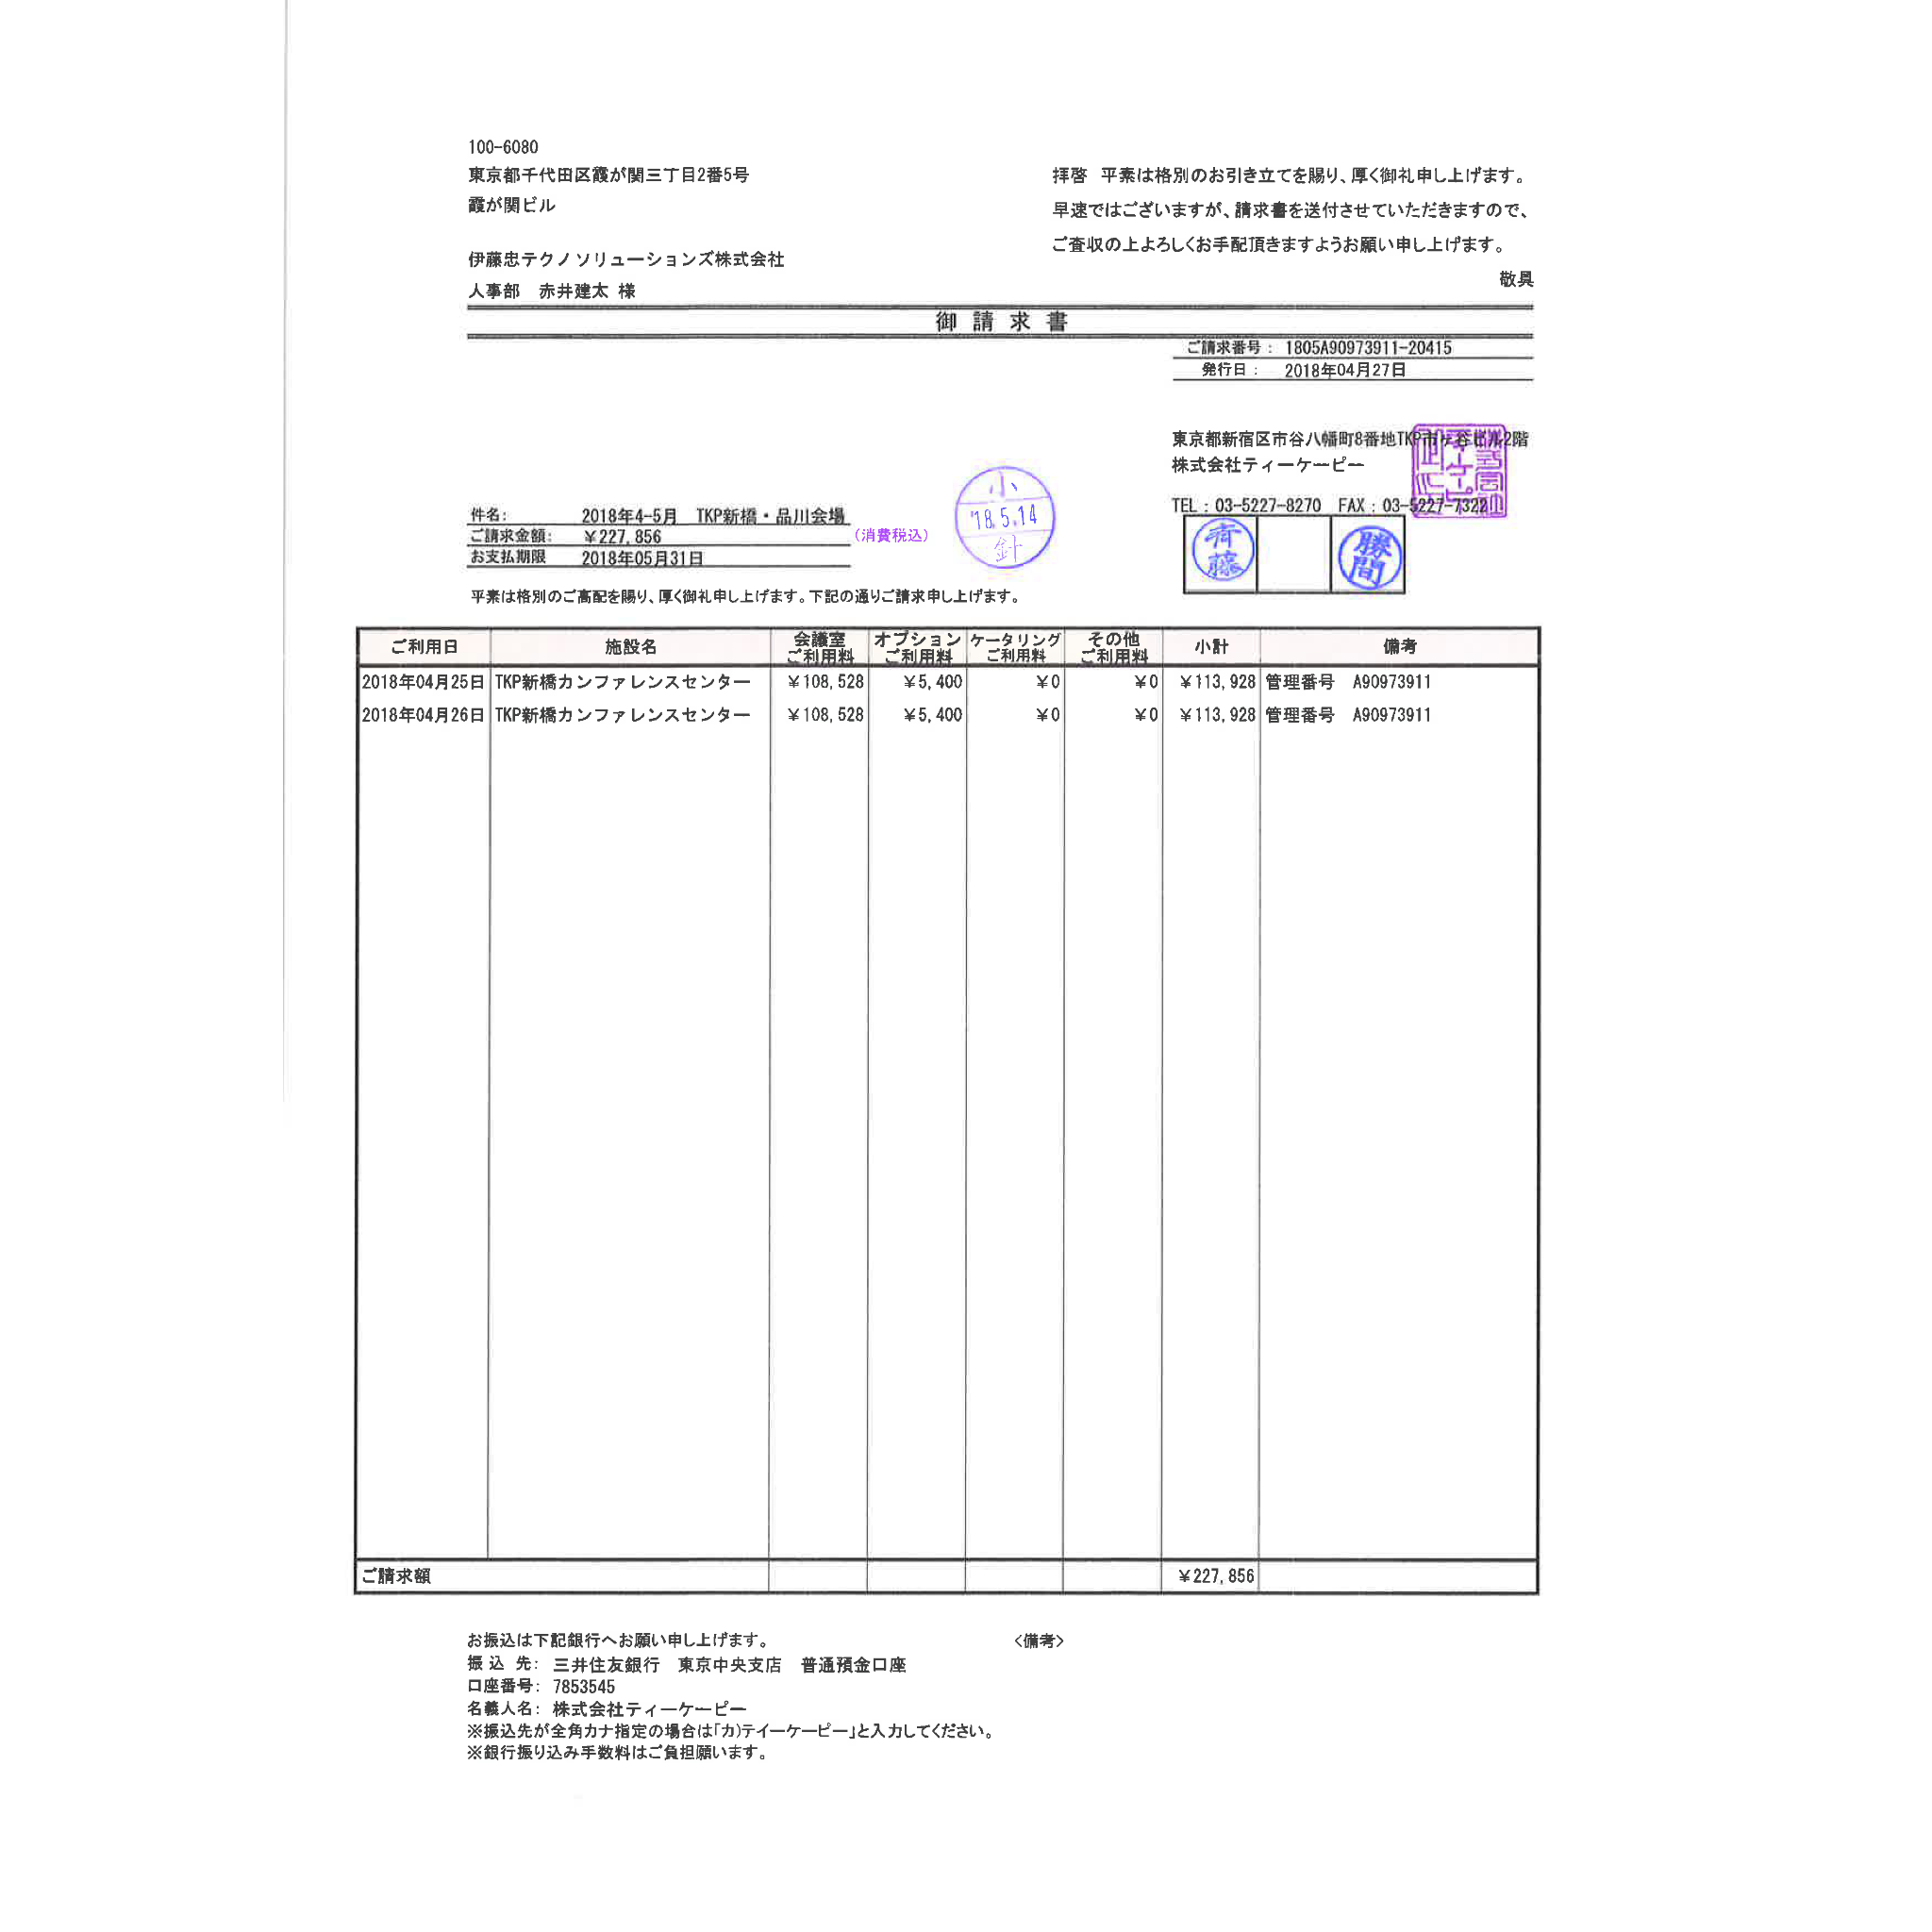 100-6080
東京都千代田区霞が関三丁目2番5号
霞が関ビル
伊藤忠テクノソリューションズ株式会社
人事部 赤井建太 様
拝啓 平素は格別のお引き立てを賜り、厚く御礼申し上げます。
早速ではございますが、請求書を送付させていただきますので、
ご査収の上よろしくお手配頂きますようお願い申し上げます。
敬具
御請求書
ご請求番号： 1805A90973911-20415
発行日： 2018年04月27日
東京都新宿区市谷八幡町8番地TKP市ヶ谷ビル2階
株式会社ティーケーピー
TEL：03-5227-8270 FAX：03-5227-7322
件名: 2018年4-5月 TKP新橋・品川会場
ご請求金額: ￥227,856 (消費税込)
お支払期限 2018年05月31日
小
'18.5.14
針
斉藤
勝間
平素は格別のご高配を賜り、厚く御礼申し上げます。下記の通りご請求申し上げます。
ご利用日 施設名 会議室ご利用料 オプションご利用料 ケータリングご利用料 その他ご利用料 小計 備考
2018年04月25日 TKP新橋カンファレンスセンター ￥108,528 ￥5,400 ￥0 ￥0 ￥113,928 管理番号 A90973911
2018年04月26日 TKP新橋カンファレンスセンター ￥108,528 ￥5,400 ￥0 ￥0 ￥113,928 管理番号 A90973911
ご請求額 ￥227,856
お振込は下記銀行へお願い申し上げます。
振込先: 三井住友銀行 東京中央支店 普通預金口座
口座番号: 7853545
名義人名: 株式会社ティーケーピー
※振込先が全角カナ指定の場合は「カ)テイーケーピー」と入力してください。
※銀行振り込み手数料はご負担願います。
<備考>